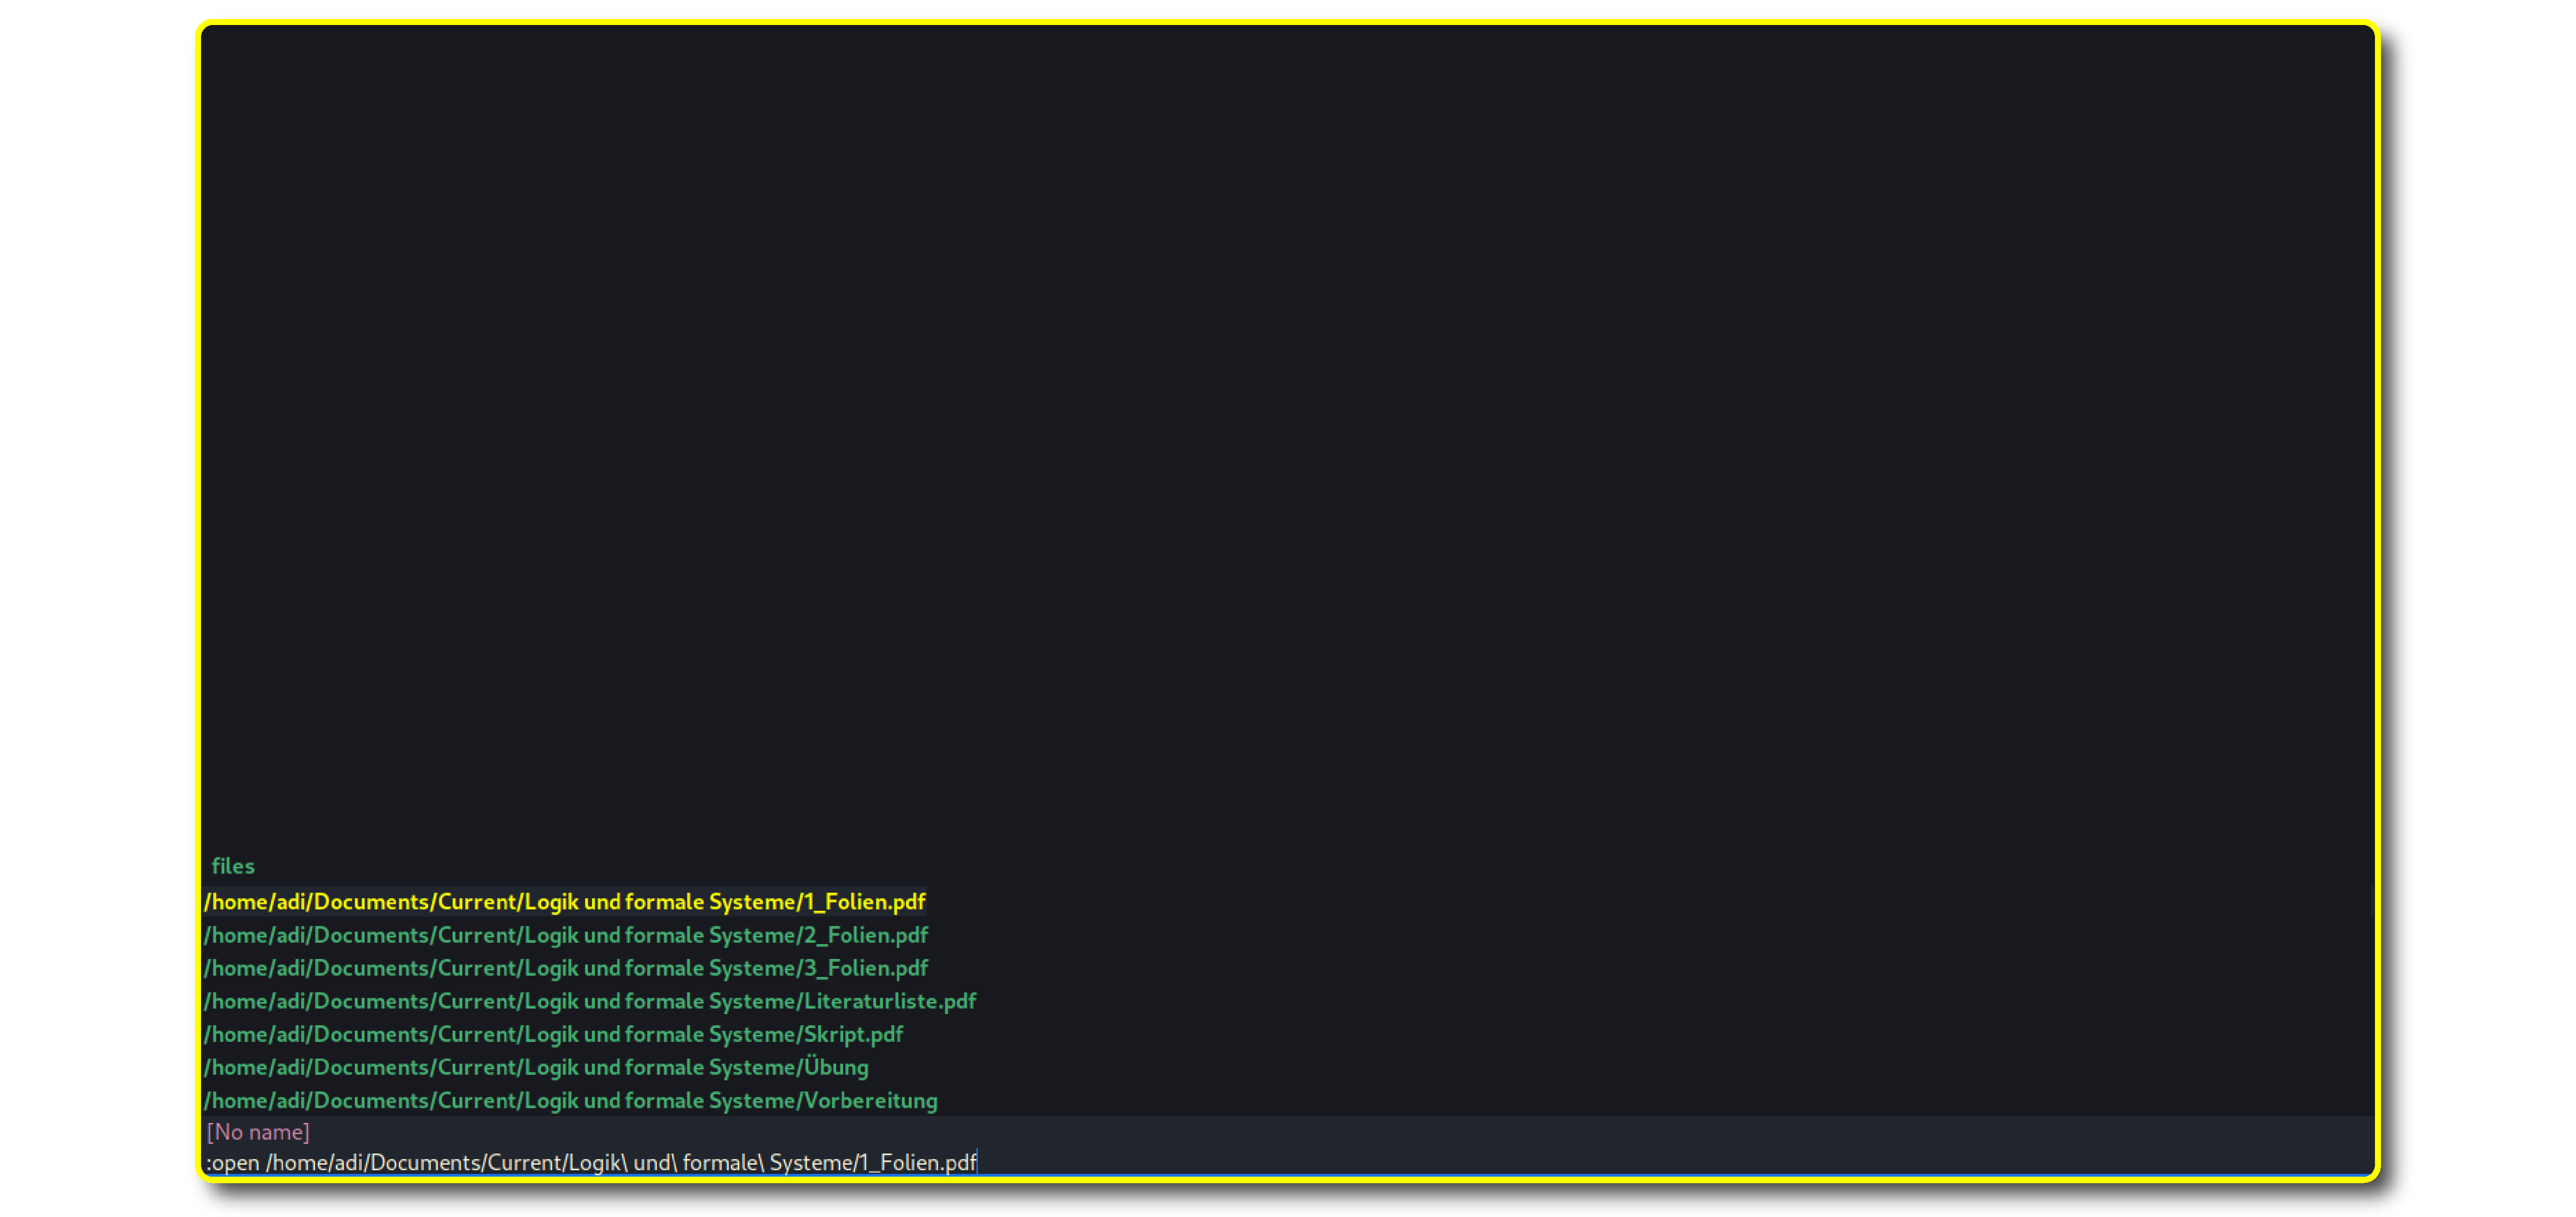 files
/home/adi/Documents/Current/Logik und formale Systeme/1_Folien.pdf
/home/adi/Documents/Current/Logik und formale Systeme/2_Folien.pdf
/home/adi/Documents/Current/Logik und formale Systeme/3_Folien.pdf
/home/adi/Documents/Current/Logik und formale Systeme/Literaturliste.pdf
/home/adi/Documents/Current/Logik und formale Systeme/Skript.pdf
/home/adi/Documents/Current/Logik und formale Systeme/Übung
/home/adi/Documents/Current/Logik und formale Systeme/Vorbereitung
[No name]
:open /home/adi/Documents/Current/Logik\ und\ formale\ Systeme/1_Folien.pdf